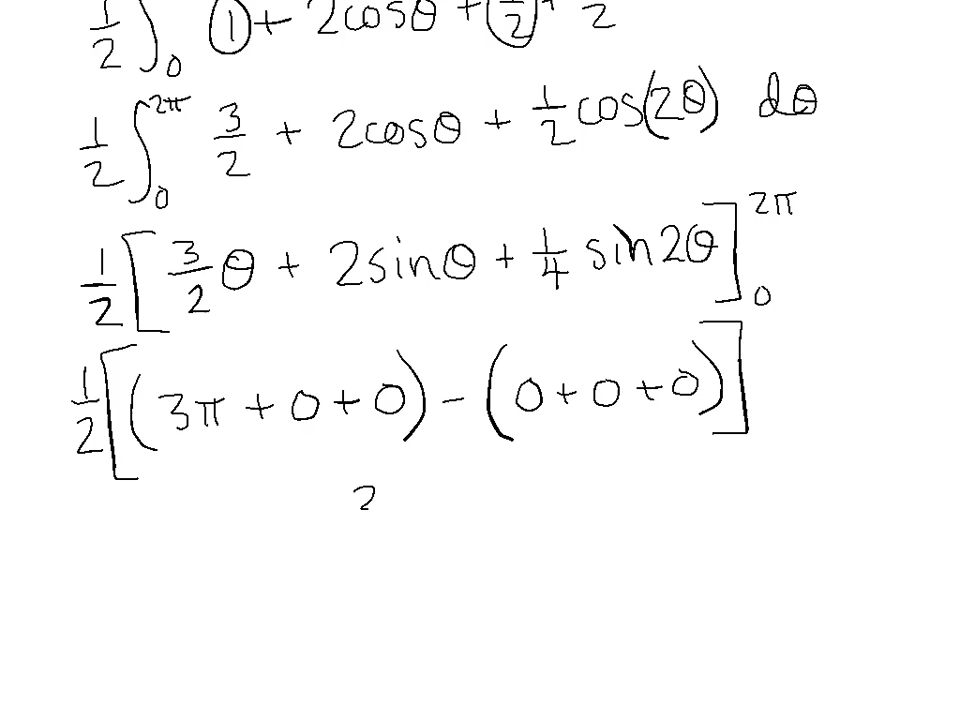 1/2 ∫_0 1 + 2cosθ + 1/2 + 2
1/2 ∫_0^2π 3/2 + 2cosθ + 1/2 cos(2θ) dθ
1/2 [ 3/2 θ + 2sinθ + 1/4 sin2θ ]_0^2π
1/2 [ (3π + 0 + 0) - (0 + 0 + 0) ]